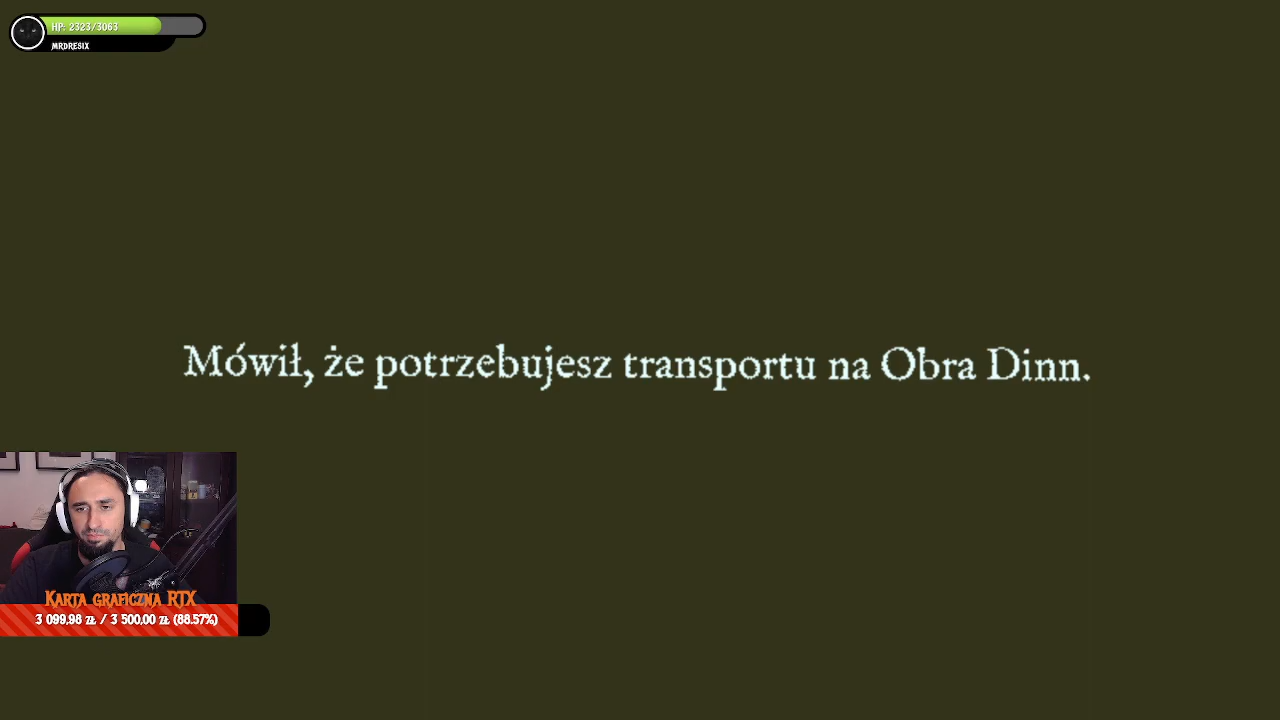 HP: 2323/3063
MRDRESIX
Mówił, że potrzebujesz transportu na Obra Dinn.
Karta graficzna RTX
3 099,98 zł / 3 500,00 zł (88.57%)